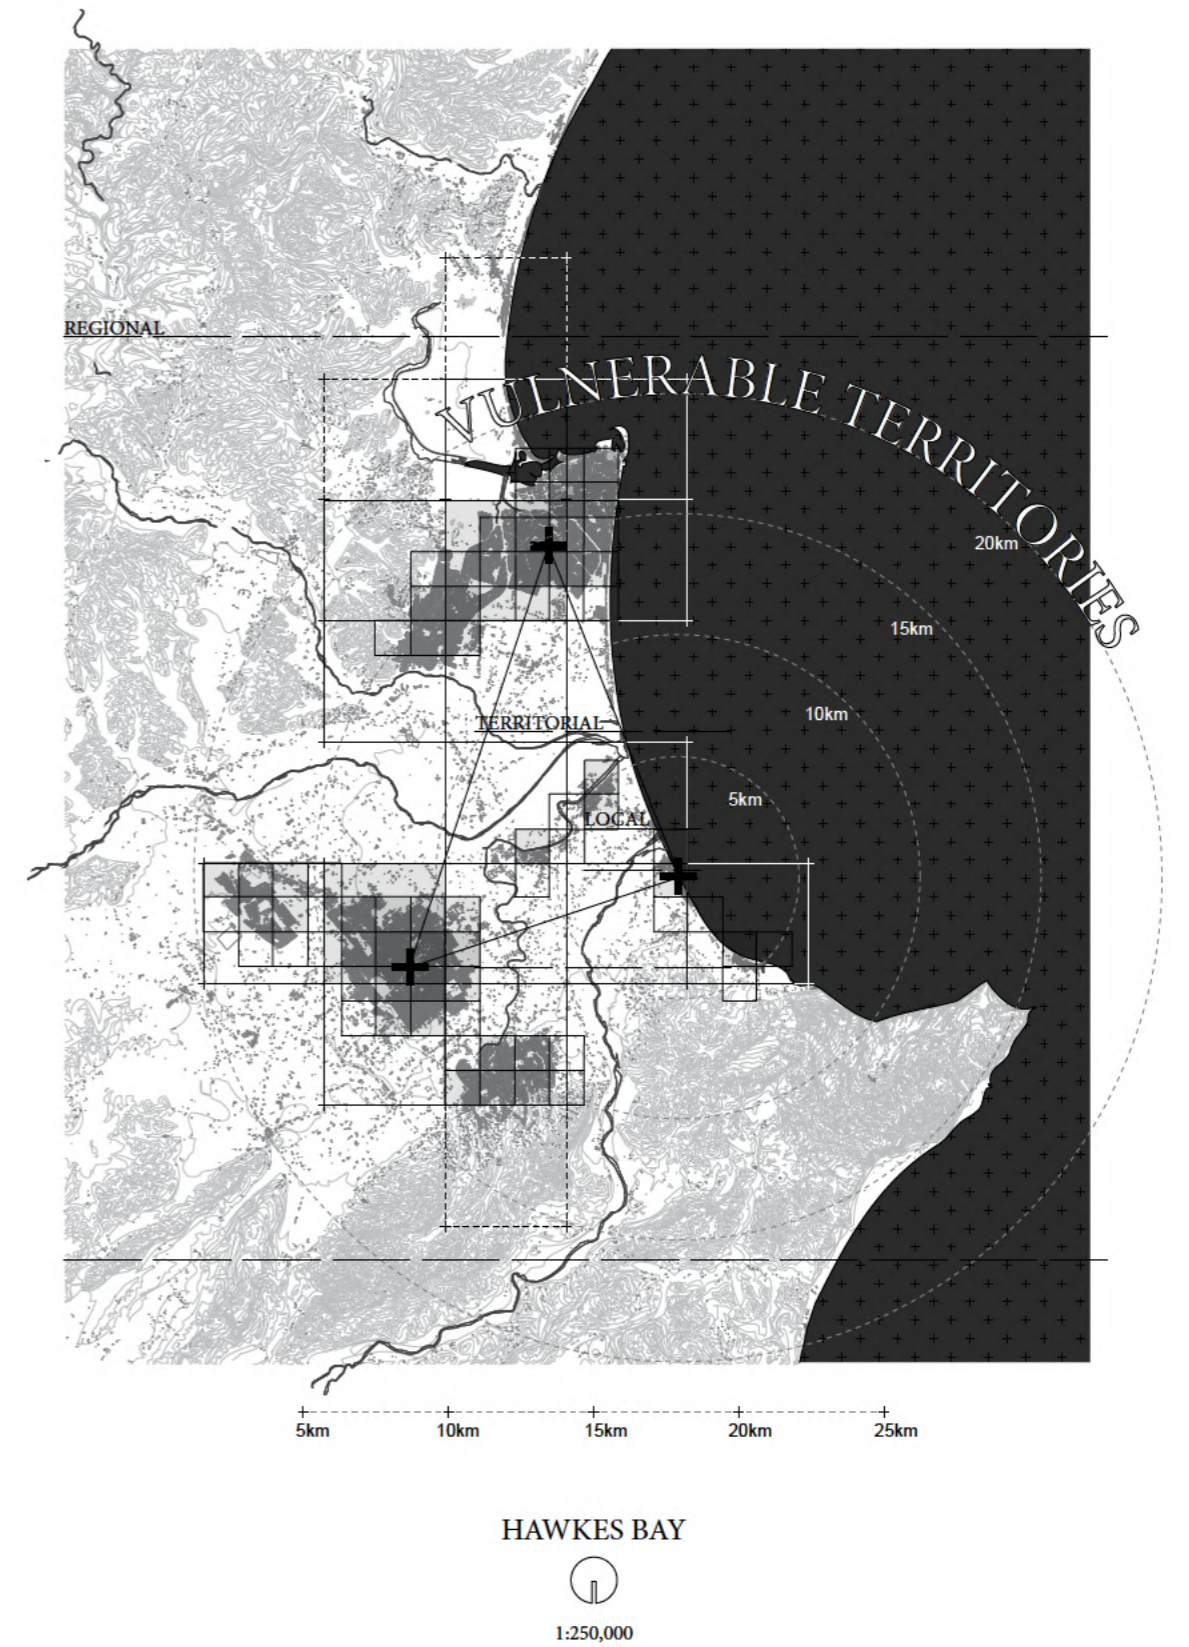 REGIONAL
VULNERABLE TERRITORIES
20km
15km
10km
TERRITORIAL
5km
LOCAL
5km 10km 15km 20km 25km
HAWKES BAY
1:250,000